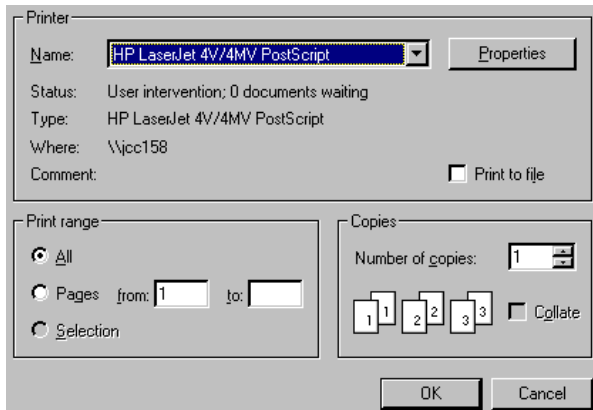 Printer
Name: HP LaserJet 4V/4MV PostScript Properties
Status: User intervention; 0 documents waiting
Type: HP LaserJet 4V/4MV PostScript
Where: \\jcc158
Comment: Print to file
Print range Copies
All Number of copies: 1
Pages from: 1 to:
1 1 2 2 3 3 Collate
Selection
OK Cancel